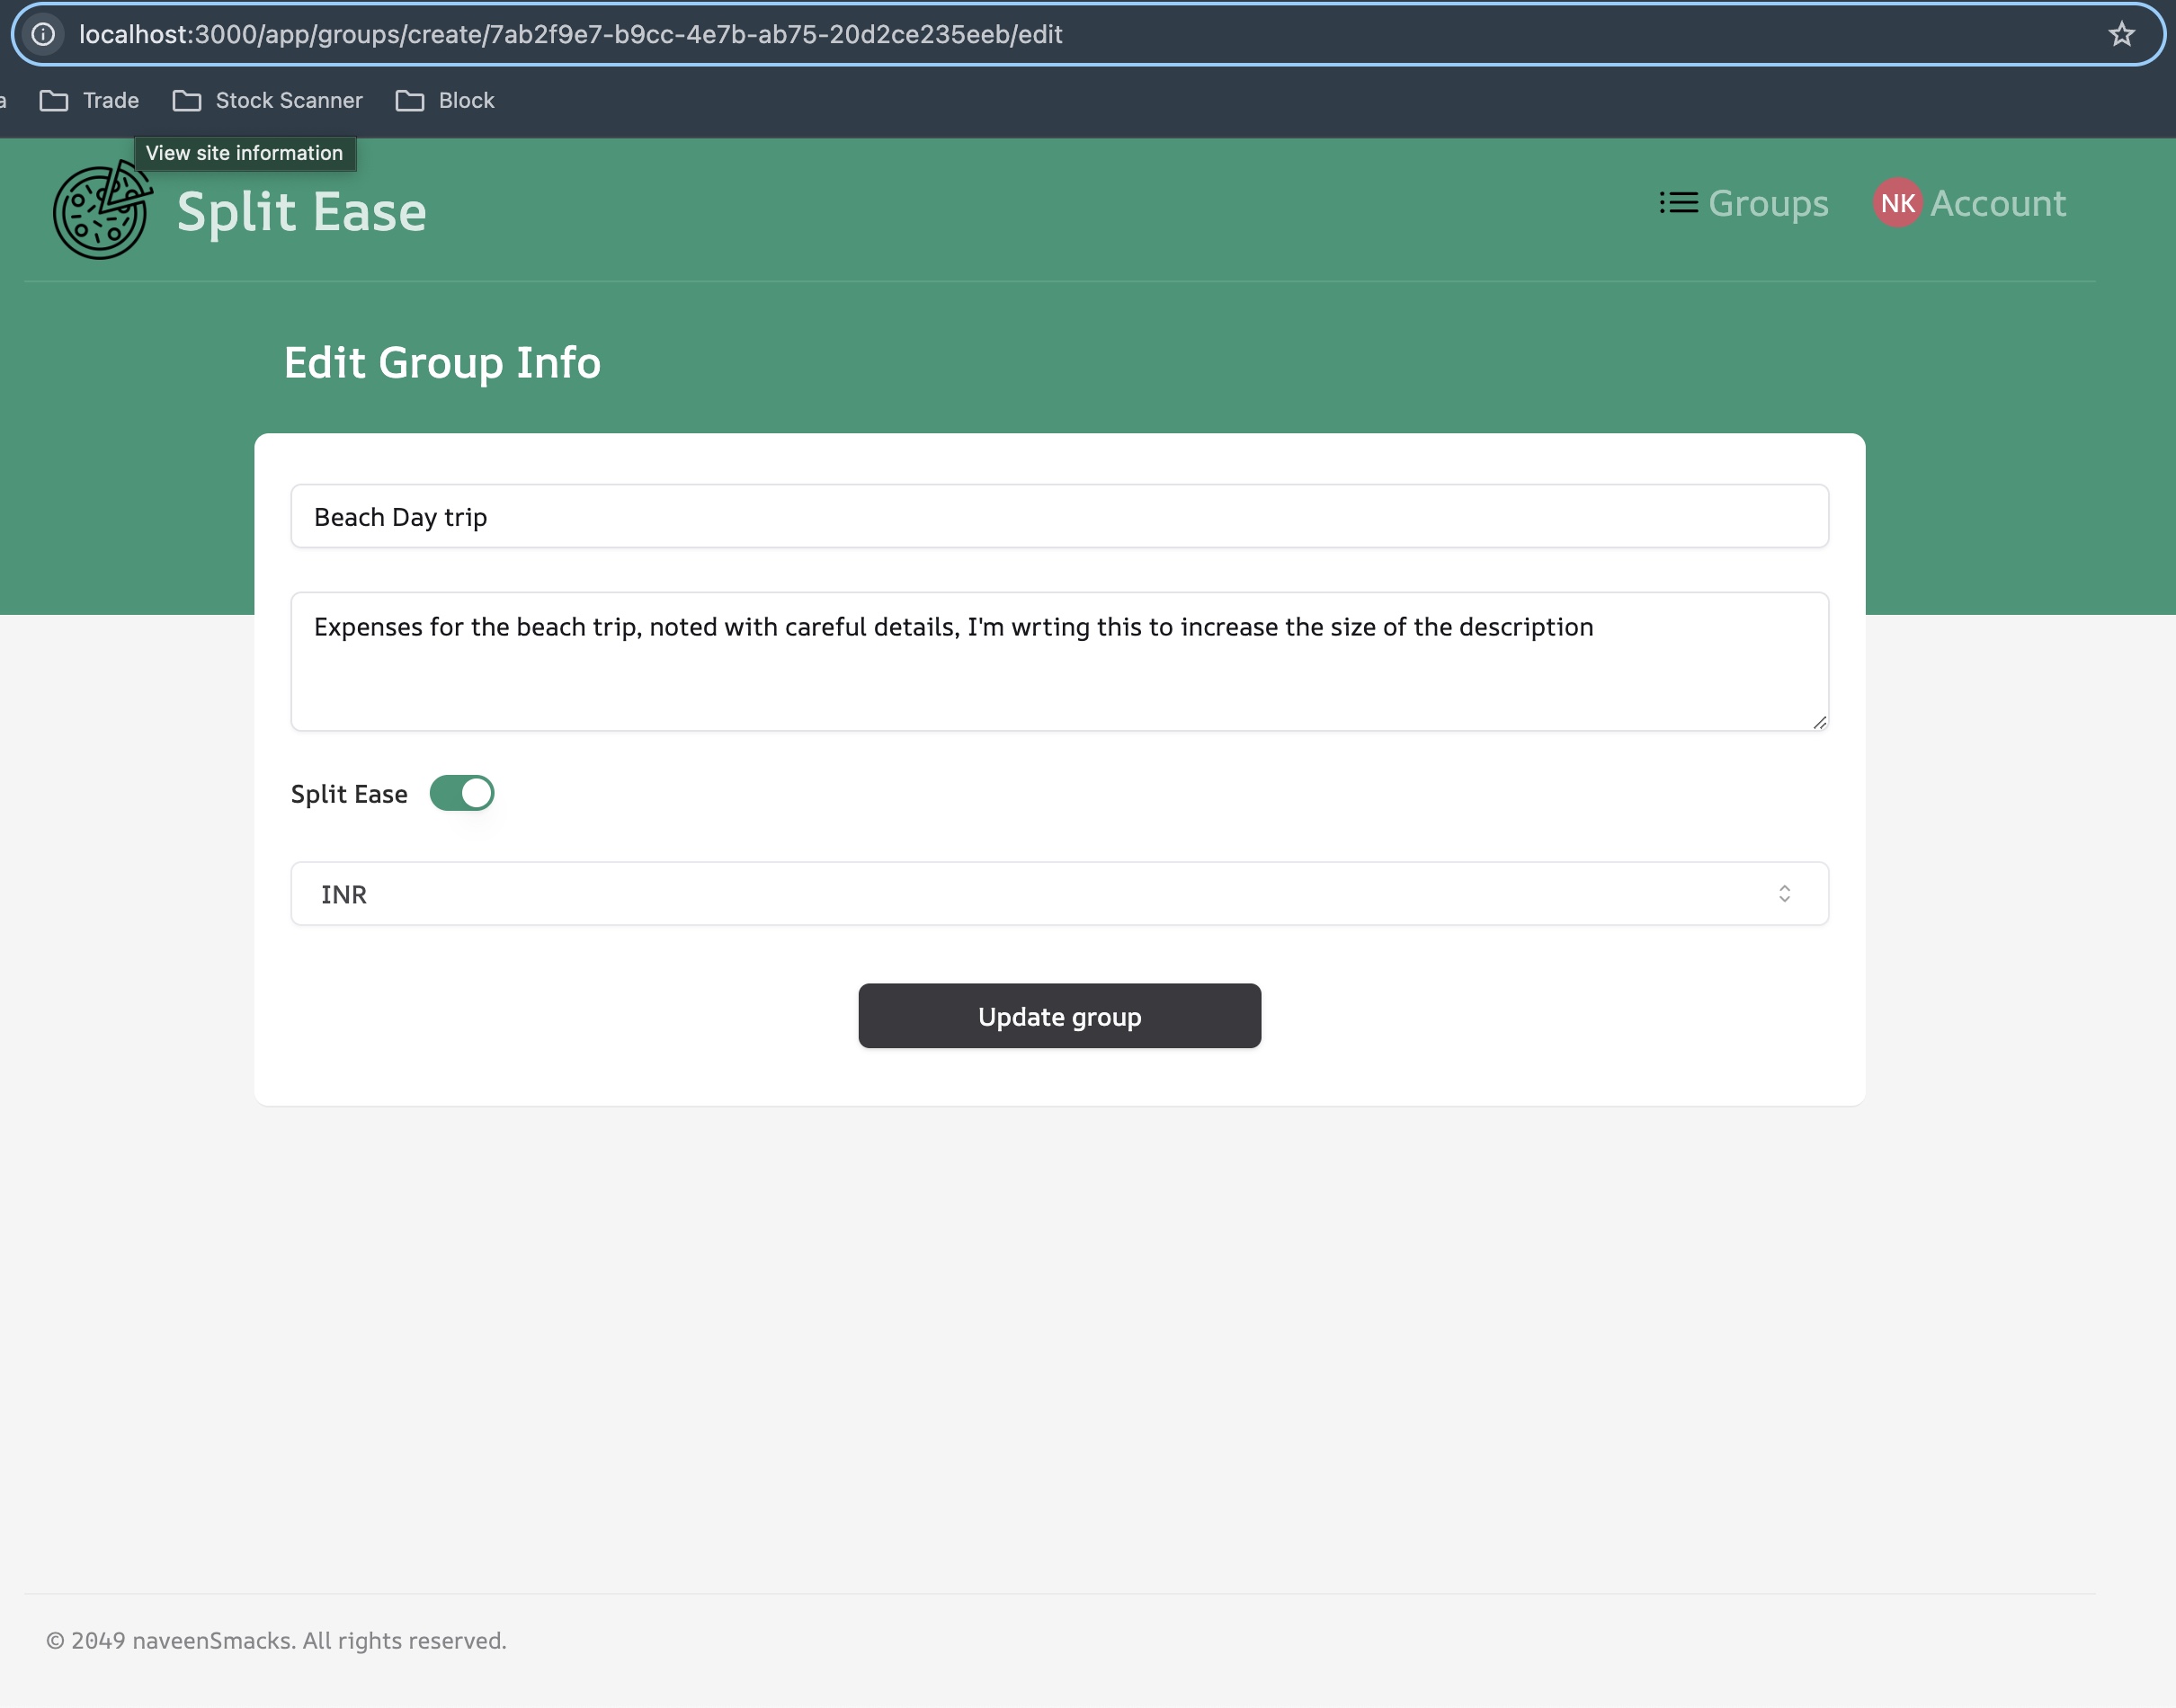 localhost:3000/app/groups/create/7ab2f9e7-b9cc-4e7b-ab75-20d2ce235eeb/edit
a Trade Stock Scanner Block
View site information
Split Ease
Groups NK Account
Edit Group Info
Beach Day trip
Expenses for the beach trip, noted with careful details, I'm wrting this to increase the size of the description
Split Ease
INR
Update group
© 2049 naveenSmacks. All rights reserved.